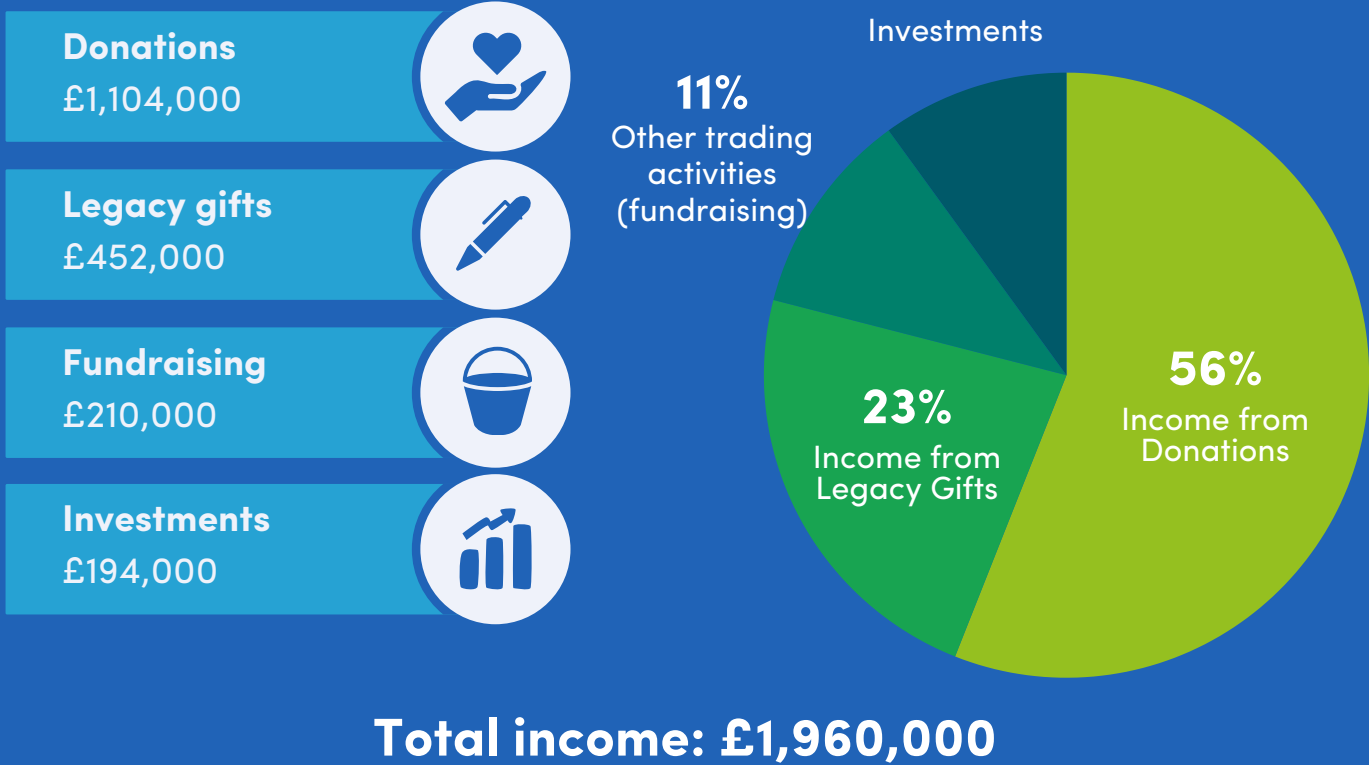 Donations
£1,104,000
Legacy gifts
£452,000
Fundraising
£210,000
Investments
£194,000
Investments
11%
Other trading
activities
(fundraising)
56%
Income from
Donations
23%
Income from
Legacy Gifts
Total income: £1,960,000